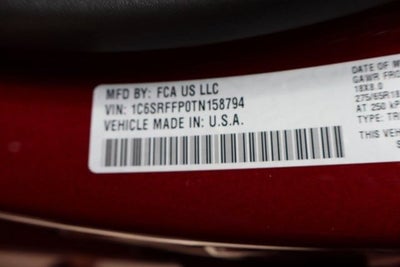 MFD BY: FCA US LLC
VIN: 1C6SRFFP0TN158794
VEHICLE MADE IN: U.S.A.
DATE OF M
GAWR FRO
18X8.0
275/65R18
AT 250 kP
TYPE: TR
THIS VEH